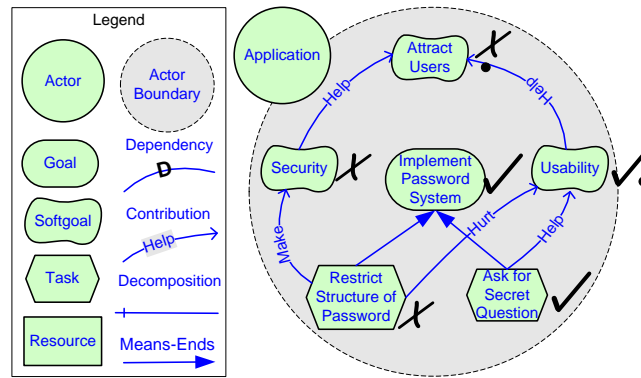 Legend
Actor
Actor
Boundary
Goal
Dependency
D
Softgoal
Contribution
Help
Task
Decomposition
Resource
Means-Ends
Application
Attract
Users
Help
Help
Security
Implement
Password
System
Usability
Make
Hurt
Help
Restrict
Structure of
Password
Ask for
Secret
Question